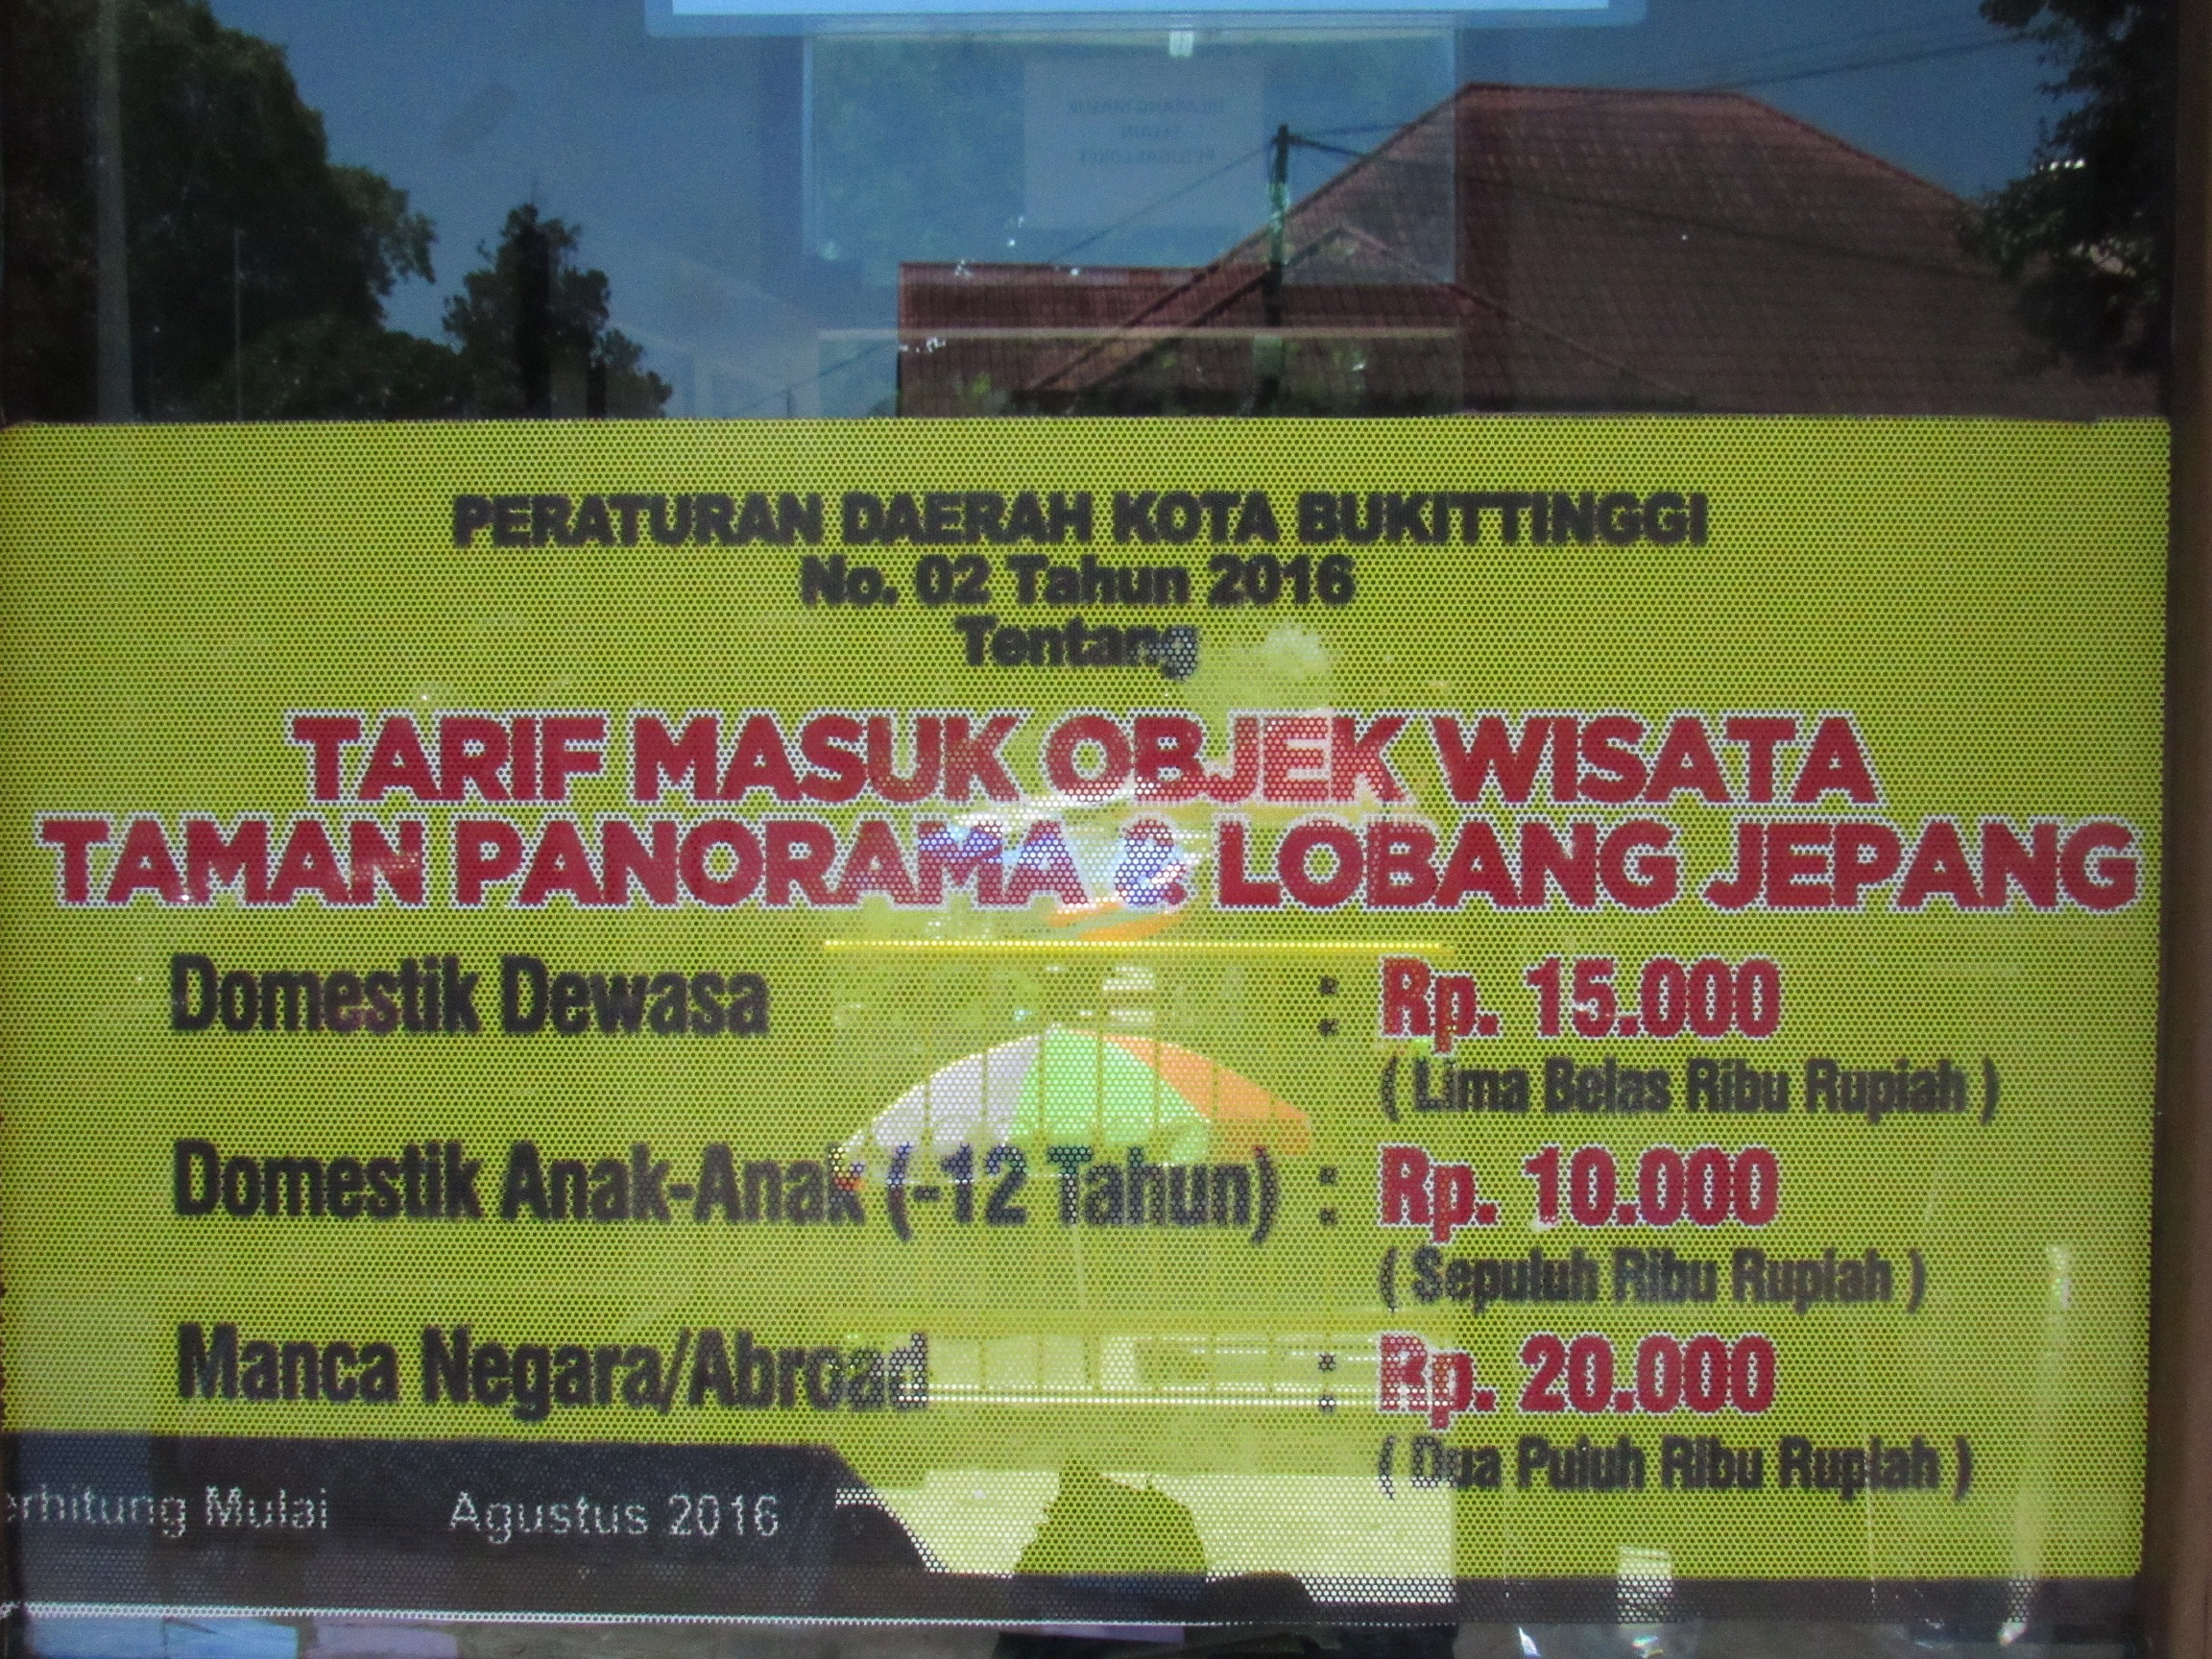 PERATURAN DAERAH KOTA BUKITTINGGI
No. 02 Tahun 2016
Tentang
TARIF MASUK OBJEK WISATA
TAMAN PANORAMA & LOBANG JEPANG
Domestik Dewasa : Rp. 15.000
( Lima Belas Ribu Rupiah )
Domestik Anak-Anak (-12 Tahun) : Rp. 10.000
( Sepuluh Ribu Rupiah )
Manca Negara/Abroad : Rp. 20.000
( Dua Puluh Ribu Rupiah )
erhitung Mulai Agustus 2016